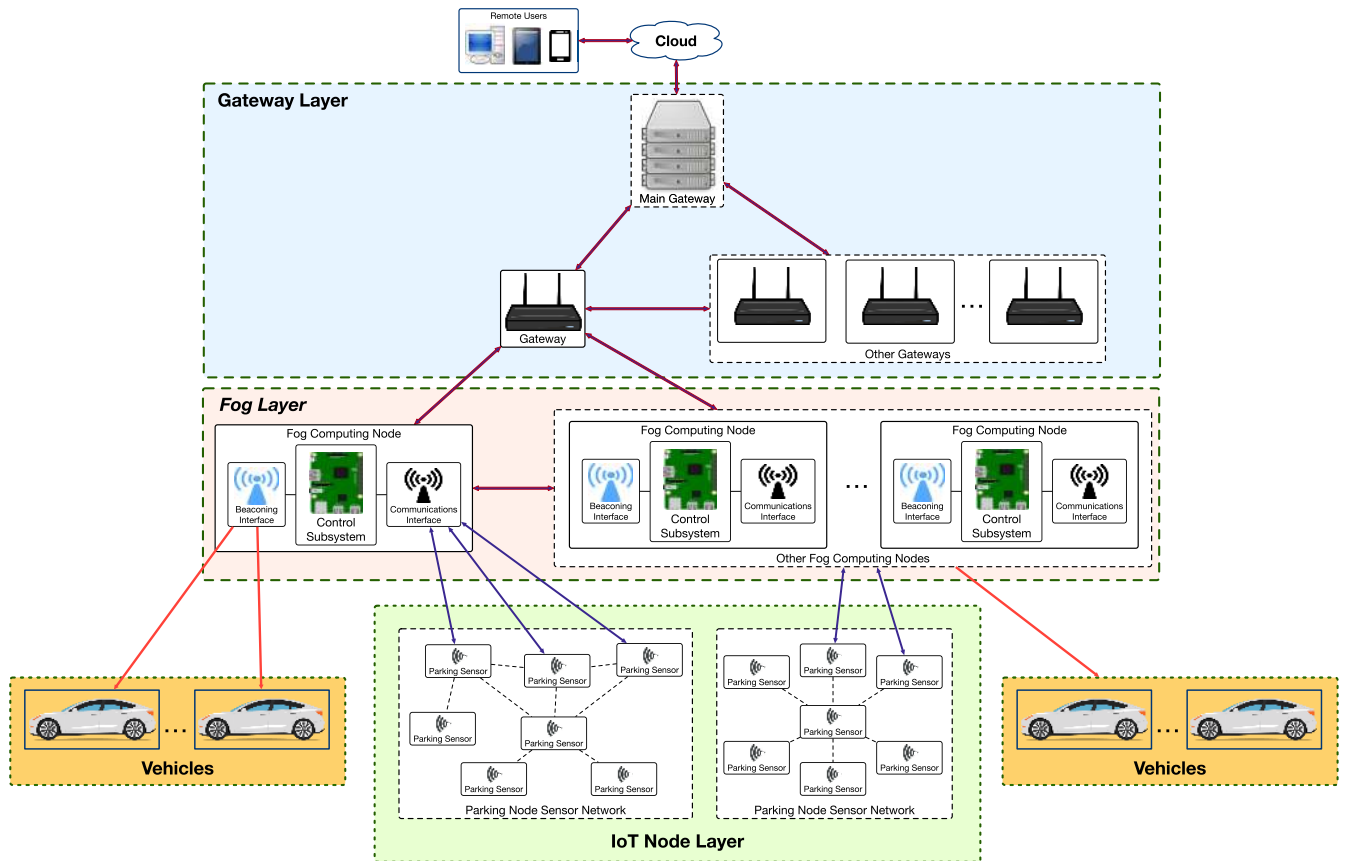 Remote Users
Cloud
Gateway Layer
Main Gateway
Gateway
...
Other Gateways
Fog Layer
Fog Computing Node
Beaconing
Interface
Control
Subsystem
Communications
Interface
Fog Computing Node
Beaconing
Interface
Control
Subsystem
Communications
Interface
...
Fog Computing Node
Beaconing
Interface
Control
Subsystem
Communications
Interface
Other Fog Computing Nodes
Parking Sensor
Parking Sensor
Parking Sensor
Parking Sensor
Parking Sensor
Parking Sensor
Parking Sensor
Parking Node Sensor Network
Parking Sensor
Parking Sensor
Parking Sensor
Parking Sensor
Parking Sensor
Parking Sensor
Parking Sensor
Parking Node Sensor Network
IoT Node Layer
...
Vehicles
...
Vehicles